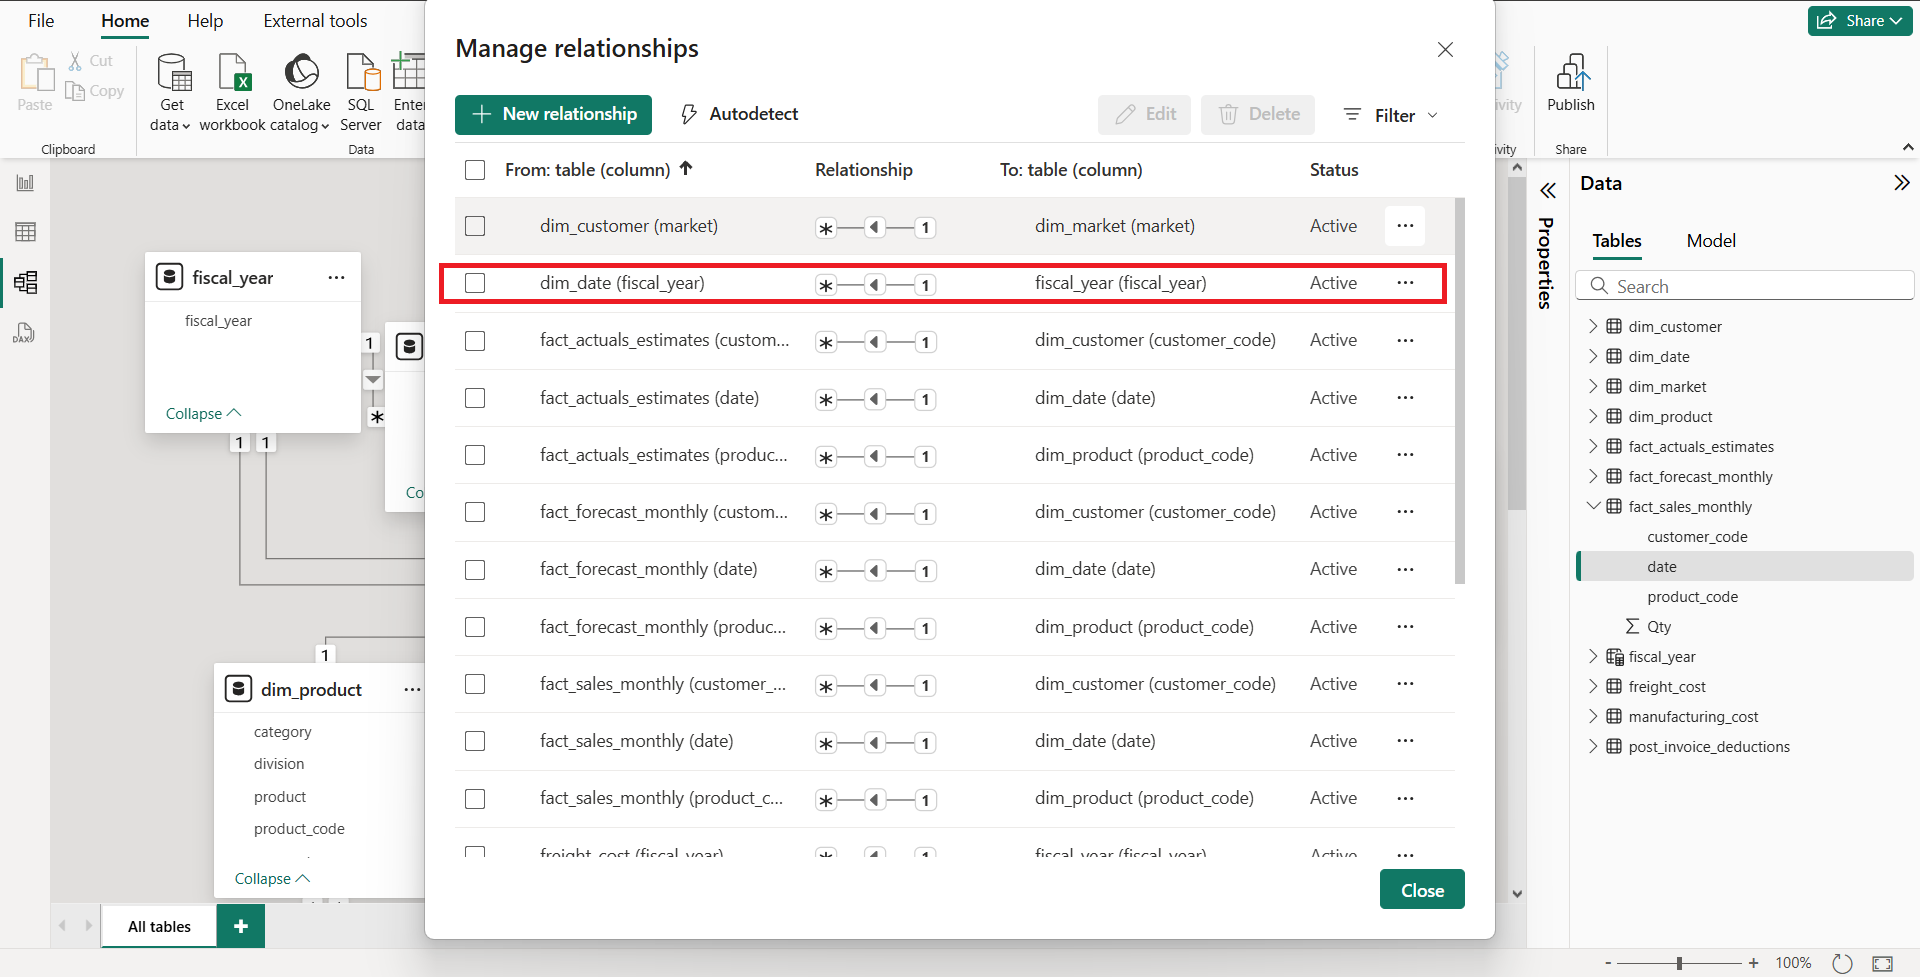 File Home Help External tools
Share
Paste
Cut
Copy
Clipboard
Get data
Excel workbook
OneLake catalog
SQL Server
Enter data
Data
Publish
Share
Manage relationships
New relationship Autodetect Edit Delete Filter
From: table (column) Relationship To: table (column) Status
dim_customer (market) * 1 dim_market (market) Active ...
dim_date (fiscal_year) * 1 fiscal_year (fiscal_year) Active ...
fact_actuals_estimates (custom... * 1 dim_customer (customer_code) Active ...
fact_actuals_estimates (date) * 1 dim_date (date) Active ...
fact_actuals_estimates (produc... * 1 dim_product (product_code) Active ...
fact_forecast_monthly (custom... * 1 dim_customer (customer_code) Active ...
fact_forecast_monthly (date) * 1 dim_date (date) Active ...
fact_forecast_monthly (produc... * 1 dim_product (product_code) Active ...
fact_sales_monthly (customer_... * 1 dim_customer (customer_code) Active ...
fact_sales_monthly (date) * 1 dim_date (date) Active ...
fact_sales_monthly (product_c... * 1 dim_product (product_code) Active ...
freight_cost (fiscal_year) * 1 fiscal_year (fiscal_year) Active ...
Close
DAX
fiscal_year ...
fiscal_year
Collapse
1
*
1 1
1
dim_product ...
category
division
product
product_code
Collapse
All tables +
Properties
Data
Tables Model
Search
dim_customer
dim_date
dim_market
dim_product
fact_actuals_estimates
fact_forecast_monthly
fact_sales_monthly
customer_code
date
product_code
Σ Qty
fiscal_year
freight_cost
manufacturing_cost
post_invoice_deductions
- + 100%